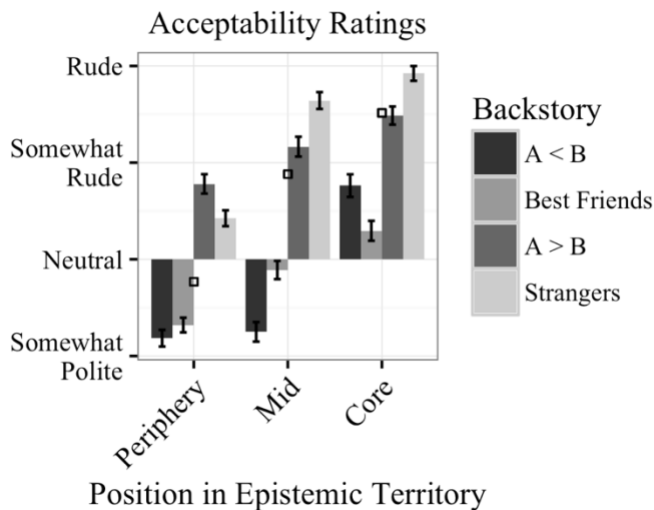 Acceptability Ratings
Rude
Somewhat
Rude
Neutral
Somewhat
Polite
Periphery
Mid
Core
Position in Epistemic Territory
Backstory
A < B
Best Friends
A > B
Strangers